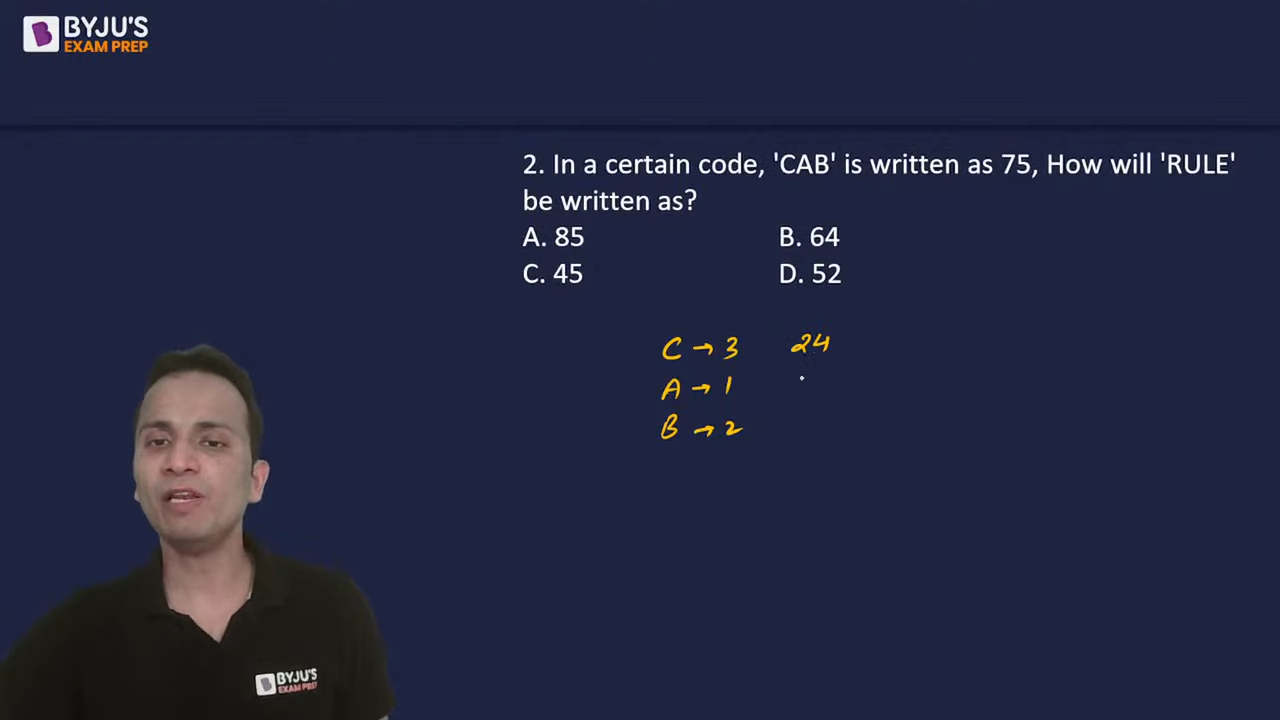 BYJU'S
EXAM PREP
2. In a certain code, 'CAB' is written as 75, How will 'RULE'
be written as?
A. 85 B. 64
C. 45 D. 52
C → 3 24
A → 1
B → 2
BYJU'S
EXAM PREP